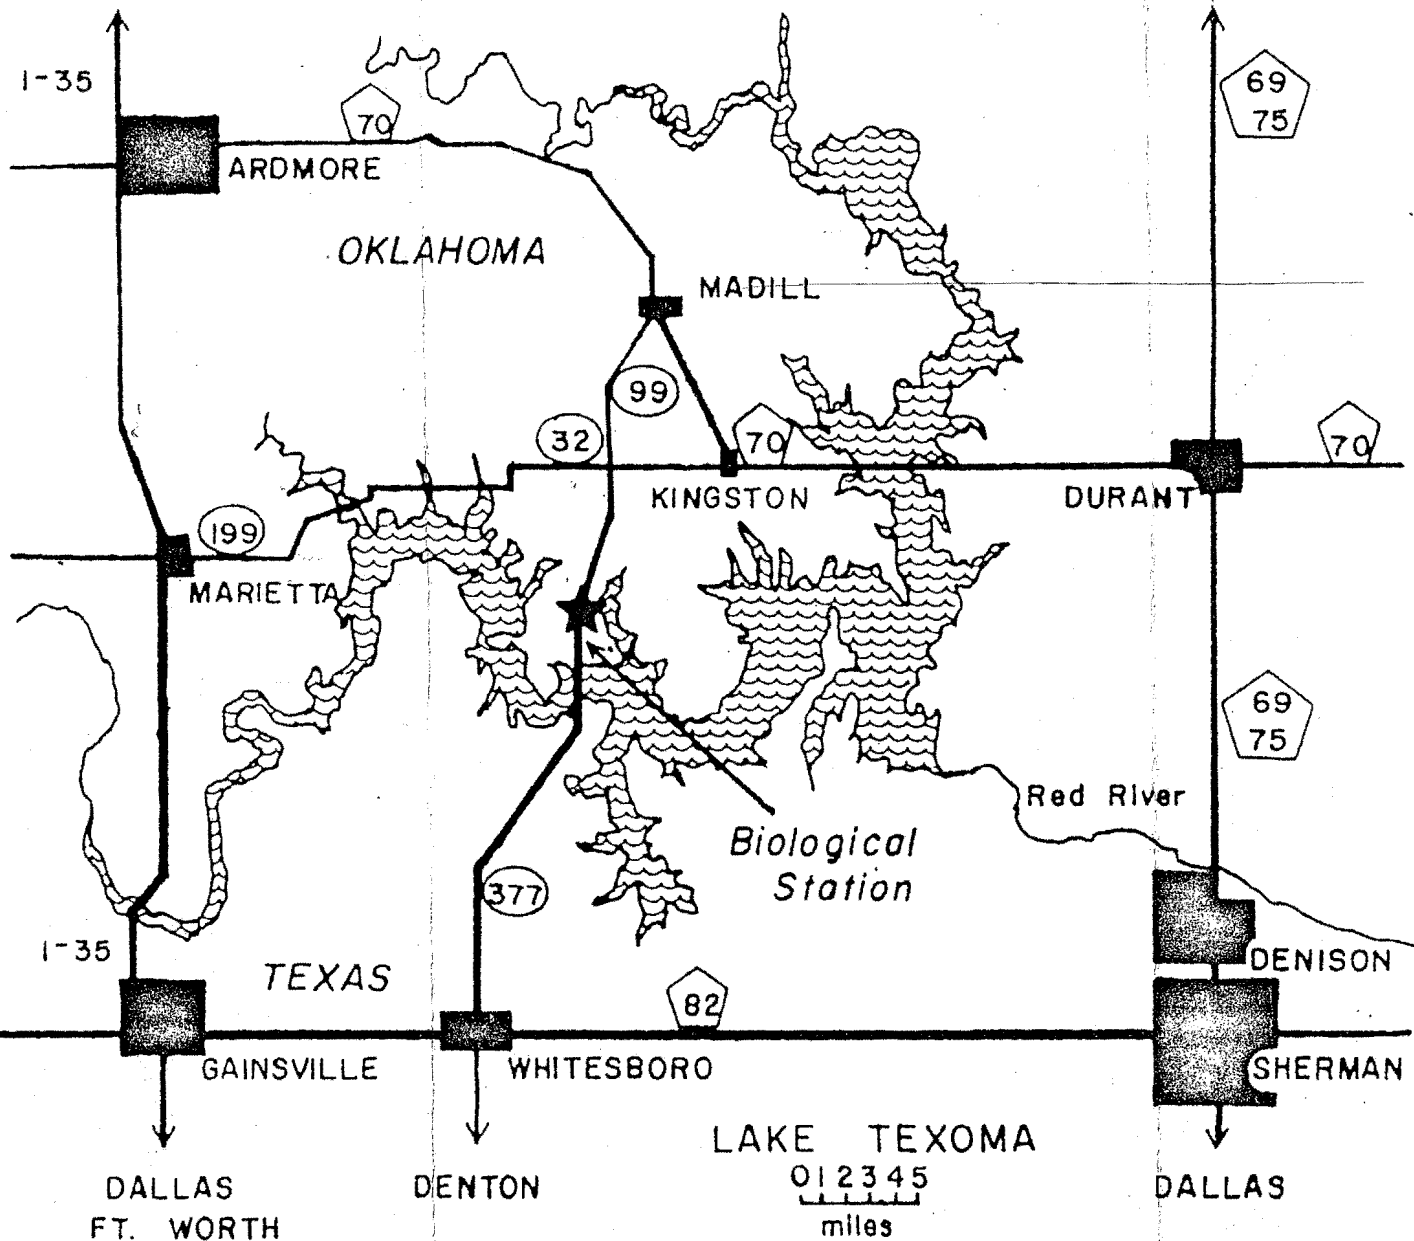 I-35
69
75
70
ARDMORE
OKLAHOMA
MADILL
99
32
70
70
KINGSTON
DURANT
199
MARIETTA
69
75
Red River
Biological
Station
377
I-35
TEXAS
DENISON
82
GAINSVILLE
WHITESBORO
SHERMAN
LAKE TEXOMA
0 1 2 3 4 5
miles
DALLAS
FT. WORTH
DENTON
DALLAS